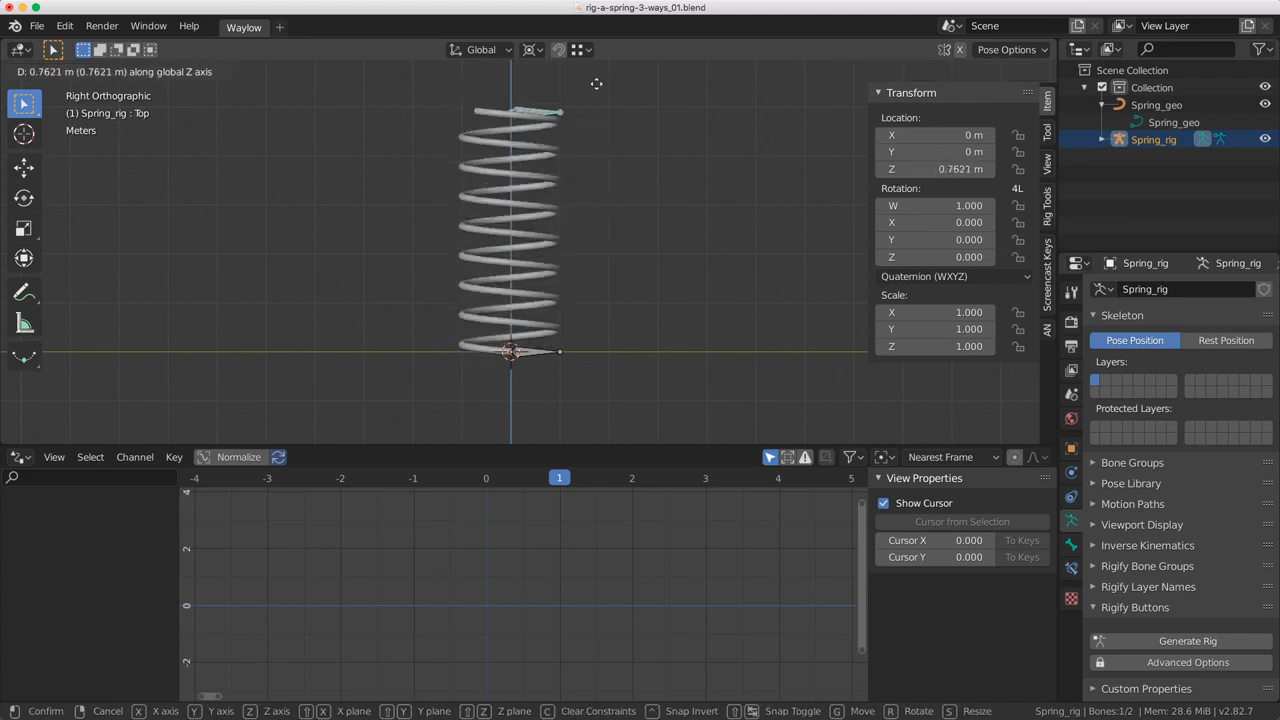 rig-a-spring-3-ways_01.blend
File Edit Render Window Help Waylow + Scene View Layer
Global Pose Options
D: 0.7621 m (0.7621 m) along global Z axis
Right Orthographic
(1) Spring_rig : Top
Meters
Transform
Location:
X 0 m
Y 0 m
Z 0.7621 m
Rotation: 4L
W 1.000
X 0.000
Y 0.000
Z 0.000
Quaternion (WXYZ)
Scale:
X 1.000
Y 1.000
Z 1.000
Item
Tool
View
Rig Tools
Screencast Keys
AN
Scene Collection
Collection
Spring_geo
Spring_geo
Spring_rig
Spring_rig Spring_rig
Spring_rig
Skeleton
Pose Position Rest Position
Layers:
Protected Layers:
Bone Groups
Pose Library
Motion Paths
Viewport Display
Inverse Kinematics
Rigify Bone Groups
Rigify Layer Names
Rigify Buttons
Generate Rig
Advanced Options
Custom Properties
View Select Channel Key Normalize Nearest Frame
-4 -3 -2 -1 0 1 2 3 4 5
4
2
0
-2
View Properties
Show Cursor
Cursor from Selection
Cursor X 0.000 To Keys
Cursor Y 0.000 To Keys
Confirm Cancel X X axis Y Y axis Z Z axis X X plane Y Y plane Z Z plane C Clear Constraints Snap Invert Snap Toggle G Move R Rotate S Resize Spring_rig | Bones:1/2 | Mem: 28.6 MiB | v2.82.7